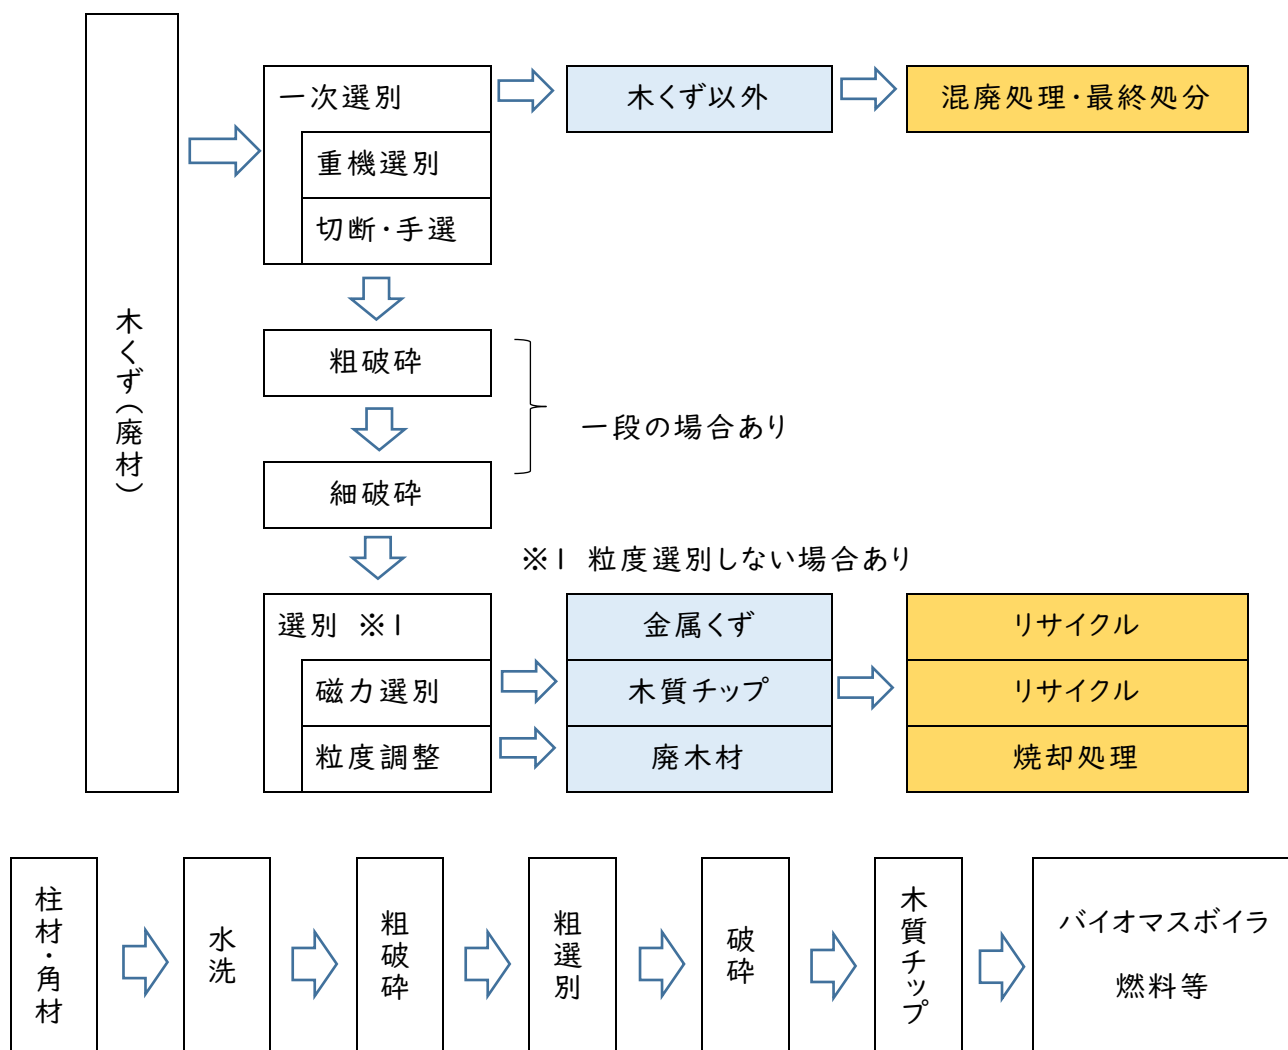 木くず（廃材）
一次選別
重機選別
切断・手選
木くず以外
混廃処理・最終処分
粗破砕
細破砕
一段の場合あり
※1 粒度選別しない場合あり
選別 ※1
磁力選別
粒度調整
金属くず
木質チップ
廃木材
リサイクル
リサイクル
焼却処理
柱材・角材
水洗
粗破砕
粗選別
破砕
木質チップ
バイオマスボイラ
燃料等